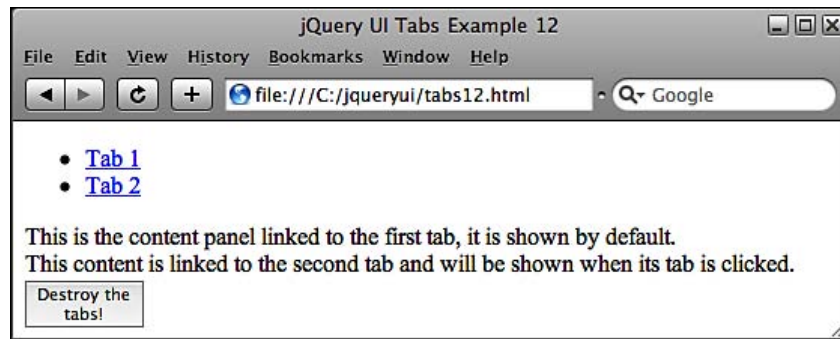 jQuery UI Tabs Example 12
File Edit View History Bookmarks Window Help
file:///C:/jqueryui/tabs12.html
Google
Tab 1
Tab 2
This is the content panel linked to the first tab, it is shown by default.
This content is linked to the second tab and will be shown when its tab is clicked.
Destroy the
tabs!